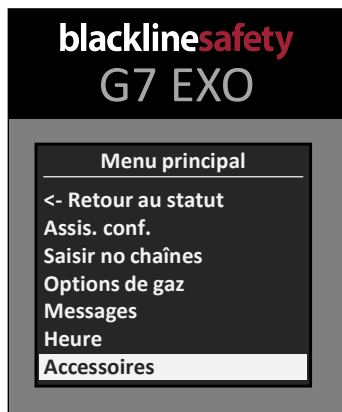 blacklinesafety
G7 EXO
Menu principal
<- Retour au statut
Assis. conf.
Saisir no chaînes
Options de gaz
Messages
Heure
Accessoires